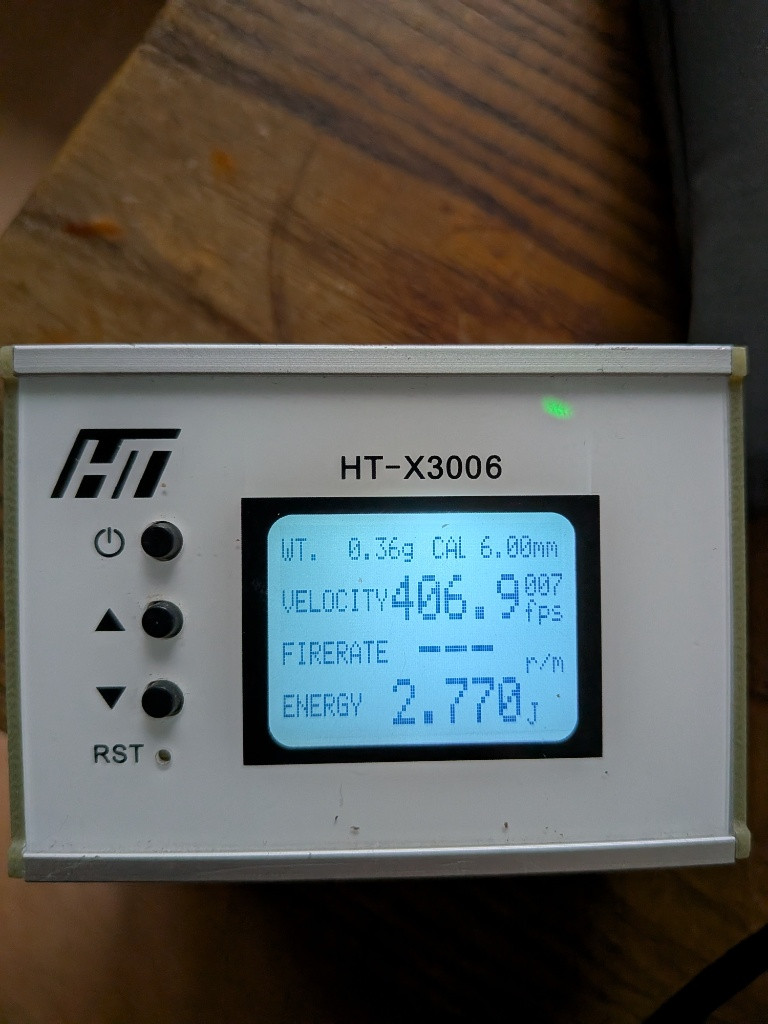 HT
HT-X3006
WT. 0.36g CAL 6.00mm
VELOCITY 406.9 007 fps
FIRERATE --- r/m
ENERGY 2.770 J
RST